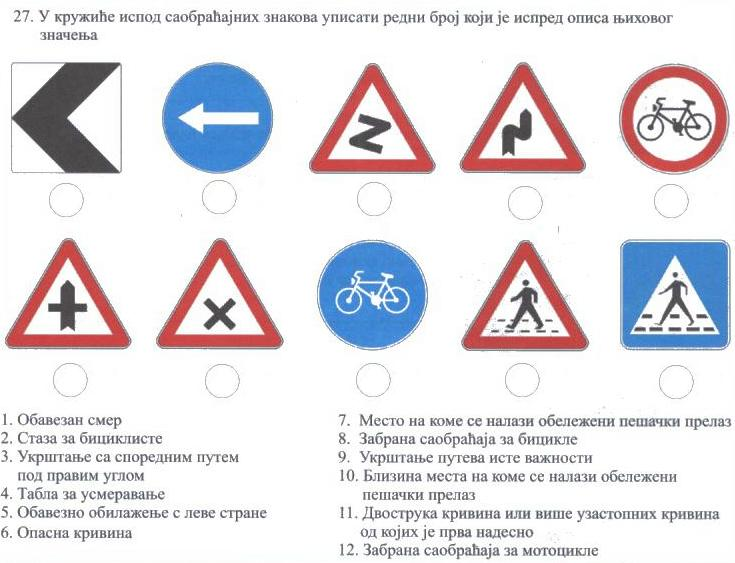 27. У кружиће испод саобраћајних знакова уписати редни број који је испред описа њиховог
значења
1. Обавезан смер
2. Стаза за бициклисте
3. Укрштање са споредним путем
под правим углом
4. Табла за усмеравање
5. Обавезно обилажење с леве стране
6. Опасна кривина
7. Место на коме се налази обележени пешачки прелаз
8. Забрана саобраћаја за бицикле
9. Укрштање путева исте важности
10. Близина места на коме се налази обележени
пешачки прелаз
11. Двострука кривина или више узастопних кривина
од којих је прва надесно
12. Забрана саобраћаја за мотоцикле